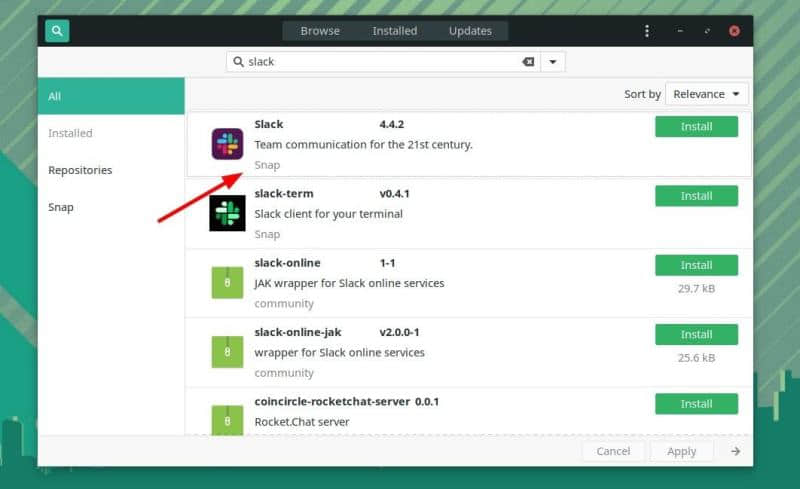 Browse Installed Updates
slack
All
Installed
Repositories
Snap
Sort by Relevance
Slack 4.4.2 Install
Team communication for the 21st century.
Snap
slack-term v0.4.1 Install
Slack client for your terminal
Snap
slack-online 1-1 Install
JAK wrapper for Slack online services 29.7 kB
community
slack-online-jak v2.0.0-1 Install
wrapper for Slack online services 25.6 kB
community
coincircle-rocketchat-server 0.0.1 Install
Rocket.Chat server
Cancel Apply